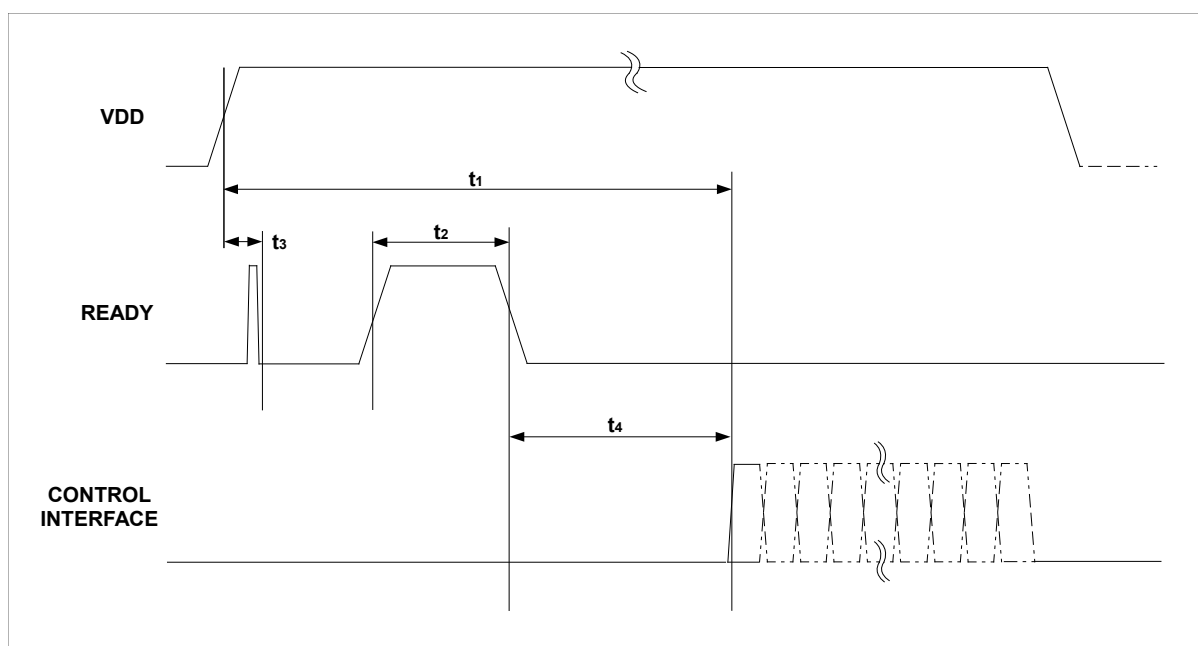 VDD
t1
t3
t2
READY
t4
CONTROL
INTERFACE